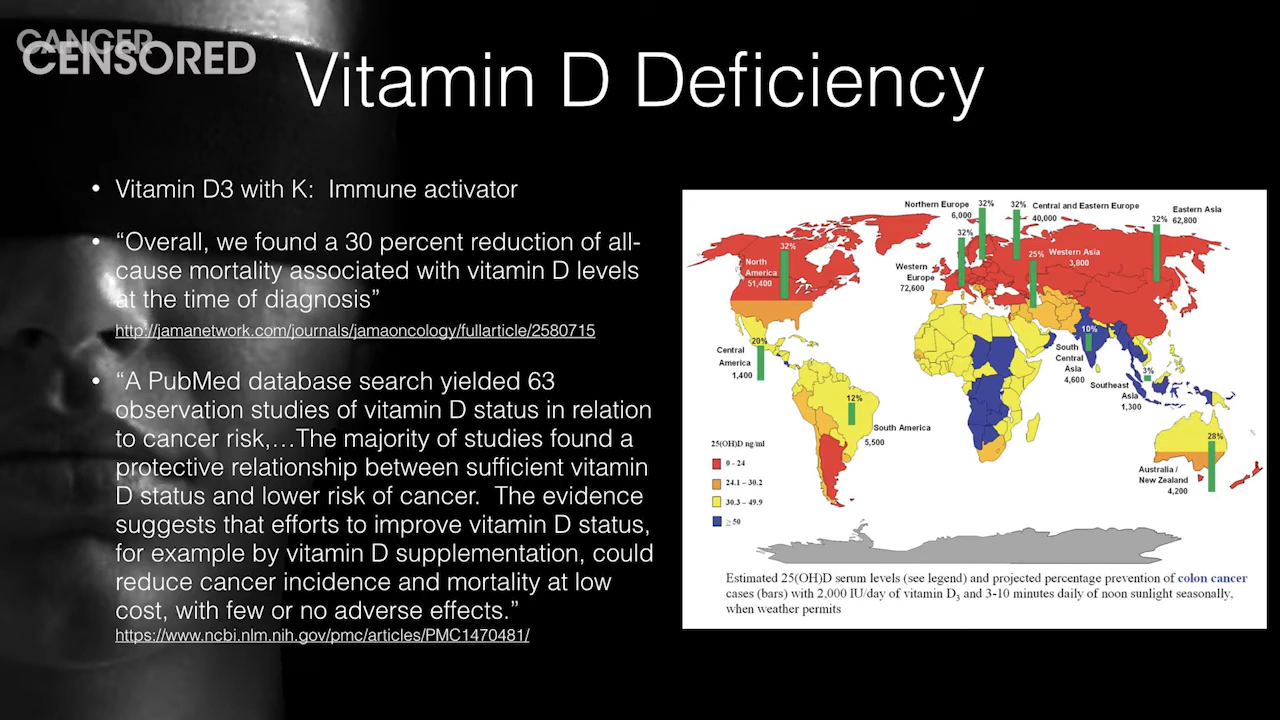 CANCER
CENSORED
Vitamin D Deficiency
• Vitamin D3 with K: Immune activator
• “Overall, we found a 30 percent reduction of all-
cause mortality associated with vitamin D levels
at the time of diagnosis”
http://jamanetwork.com/journals/jamaoncology/fullarticle/2580715
• “A PubMed database search yielded 63
observation studies of vitamin D status in relation
to cancer risk,…The majority of studies found a
protective relationship between sufficient vitamin
D status and lower risk of cancer. The evidence
suggests that efforts to improve vitamin D status,
for example by vitamin D supplementation, could
reduce cancer incidence and mortality at low
cost, with few or no adverse effects.”
https://www.ncbi.nlm.nih.gov/pmc/articles/PMC1470481/
Northern Europe
6,000
32%
32%
Central and Eastern Europe
40,000
32%
Eastern Asia
62,800
32%
North
America
51,400
32%
Western
Europe
72,600
25%
Western Asia
3,800
20%
Central
America
1,400
10%
South
Central
Asia
4,600
3%
Southeast
Asia
1,300
12%
South America
5,500
28%
Australia /
New Zealand
4,200
25(OH)D ng/ml
0 - 24
24.1 – 30.2
30.3 – 49.9
≥ 50
Estimated 25(OH)D serum levels (see legend) and projected percentage prevention of colon cancer
cases (bars) with 2,000 IU/day of vitamin D3 and 3-10 minutes daily of noon sunlight seasonally,
when weather permits